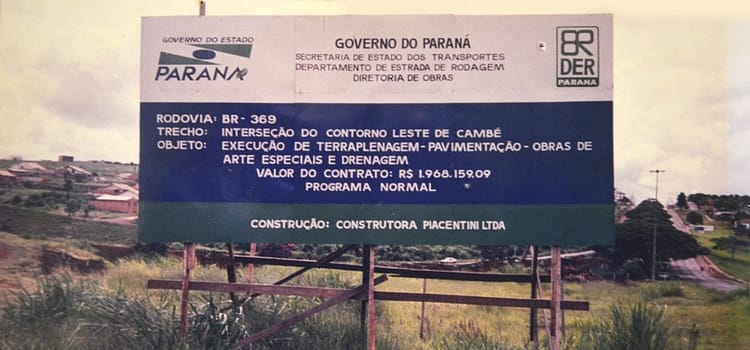 GOVERNO DO ESTADO
PARANÁ
GOVERNO DO PARANÁ
SECRETARIA DE ESTADO DOS TRANSPORTES
DEPARTAMENTO DE ESTRADA DE RODAGEM
DIRETORIA DE OBRAS
DER
PARANÁ
RODOVIA: BR - 369
TRECHO: INTERSEÇÃO DO CONTORNO LESTE DE CAMBÉ
OBJETO: EXECUÇÃO DE TERRAPLENAGEM - PAVIMENTAÇÃO - OBRAS DE
ARTE ESPECIAIS E DRENAGEM
VALOR DO CONTRATO: R$ 1.968.159.09
PROGRAMA NORMAL
CONSTRUÇÃO: CONSTRUTORA PIACENTINI LTDA